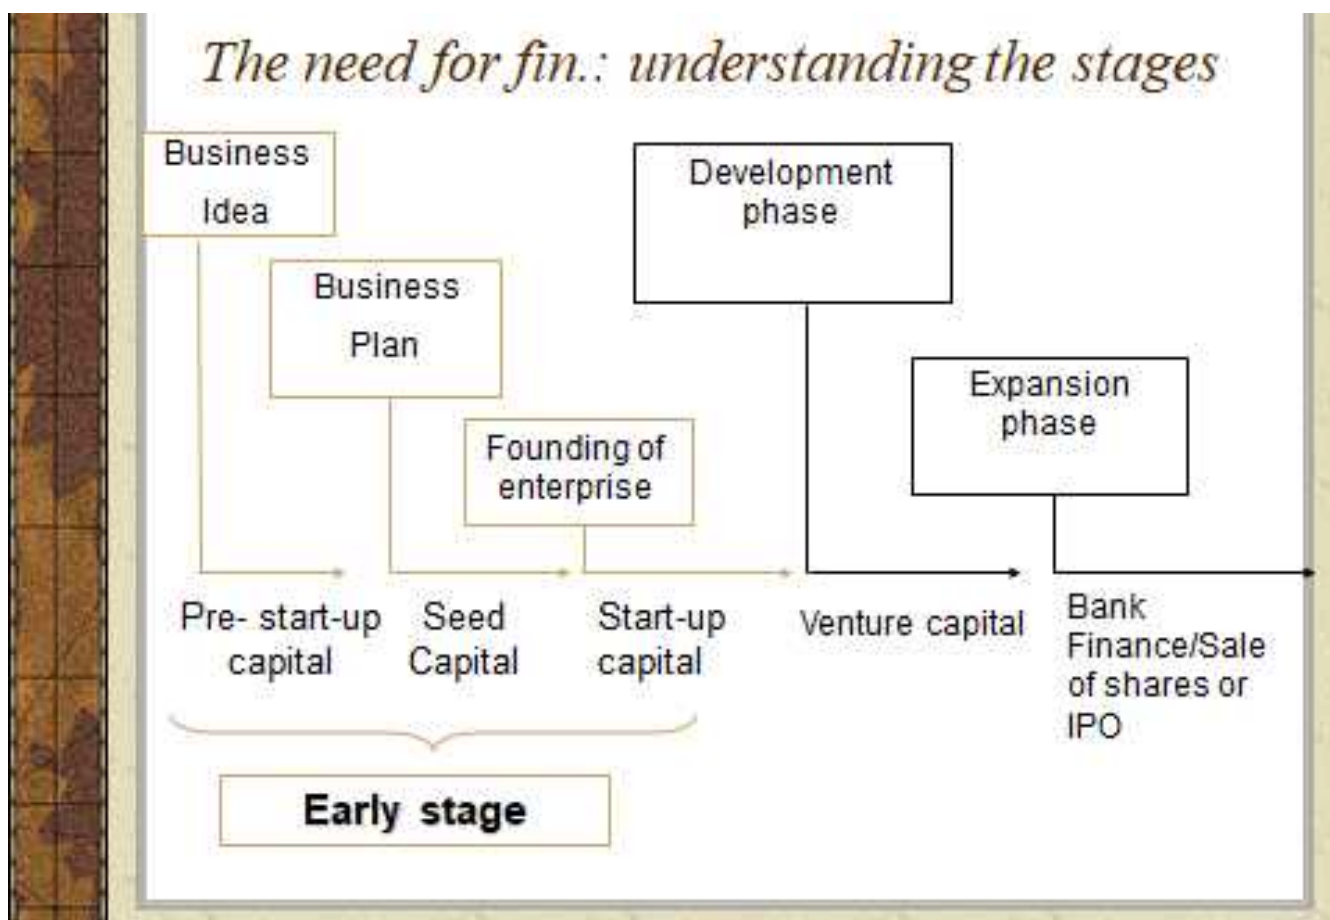 The need for fin.: understanding the stages
Business
Idea
Business
Plan
Founding of
enterprise
Development
phase
Expansion
phase
Pre- start-up
capital
Seed
Capital
Start-up
capital
Venture capital
Bank
Finance/Sale
of shares or
IPO
Early stage